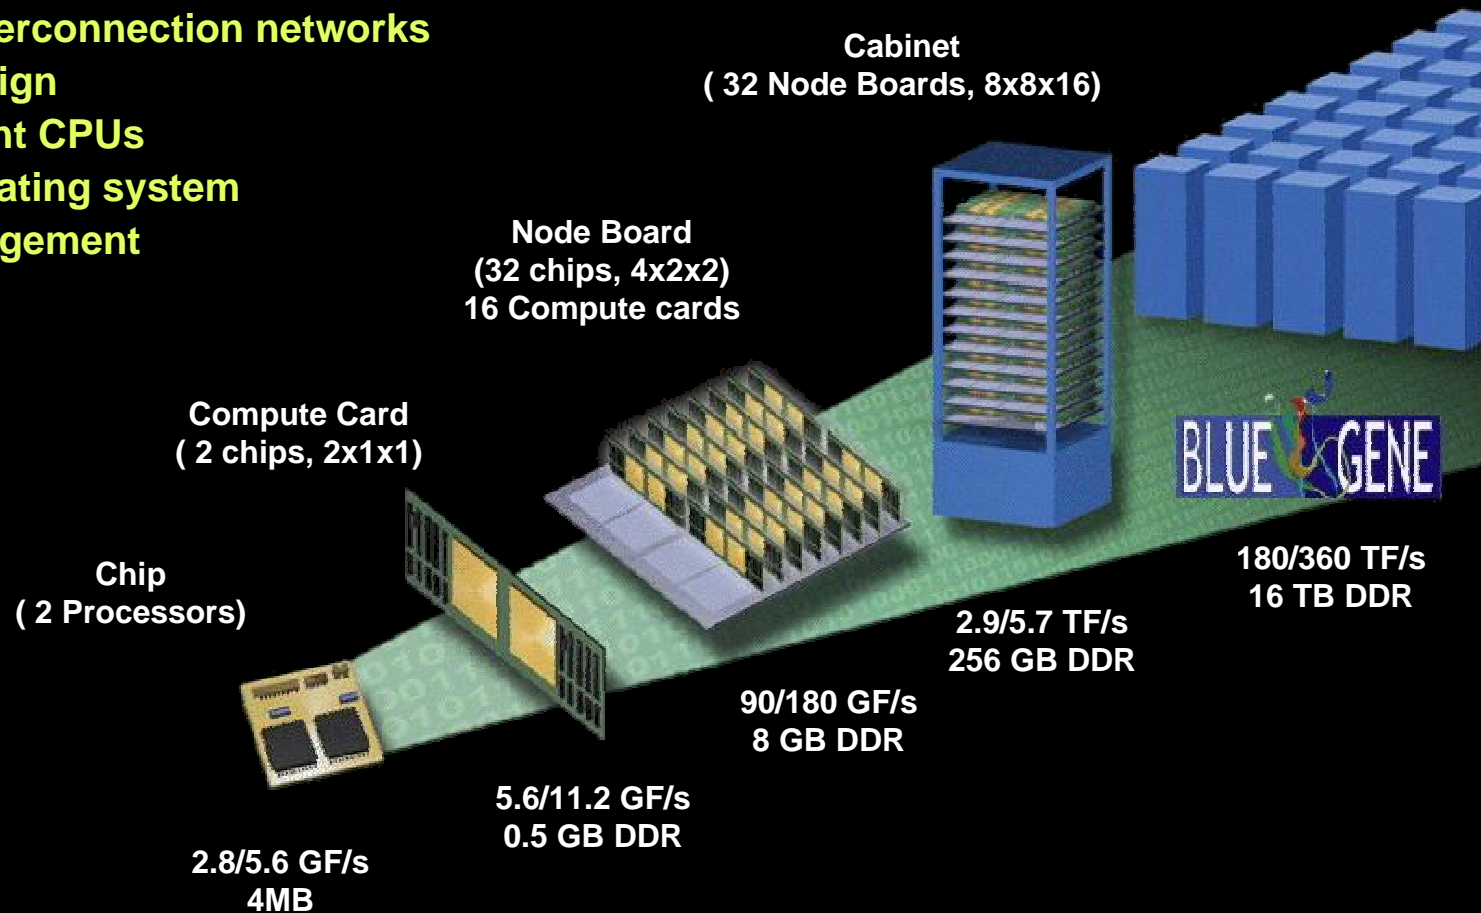 erconnection networks
ign
nt CPUs
ating system
gement
Cabinet
( 32 Node Boards, 8x8x16)
Node Board
(32 chips, 4x2x2)
16 Compute cards
Compute Card
( 2 chips, 2x1x1)
Chip
( 2 Processors)
BLUE GENE
180/360 TF/s
16 TB DDR
2.9/5.7 TF/s
256 GB DDR
90/180 GF/s
8 GB DDR
5.6/11.2 GF/s
0.5 GB DDR
2.8/5.6 GF/s
4MB